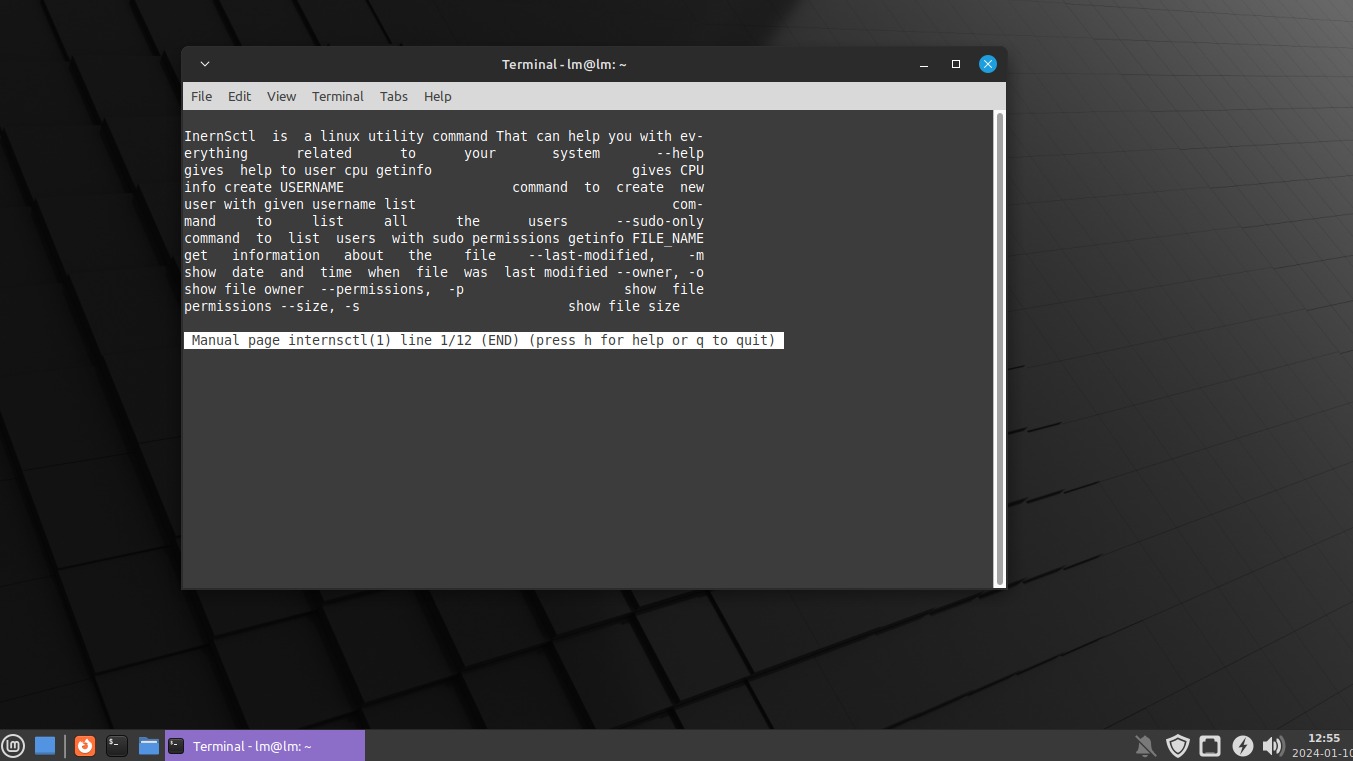 Terminal - lm@lm: ~
File Edit View Terminal Tabs Help
InernSctl is a linux utility command That can help you with ev-
erything related to your system --help
gives help to user cpu getinfo gives CPU
info create USERNAME command to create new
user with given username list com-
mand to list all the users --sudo-only
command to list users with sudo permissions getinfo FILE_NAME
get information about the file --last-modified, -m
show date and time when file was last modified --owner, -o
show file owner --permissions, -p show file
permissions --size, -s show file size
Manual page internsctl(1) line 1/12 (END) (press h for help or q to quit)
Terminal - lm@lm: ~
12:55
2024-01-10